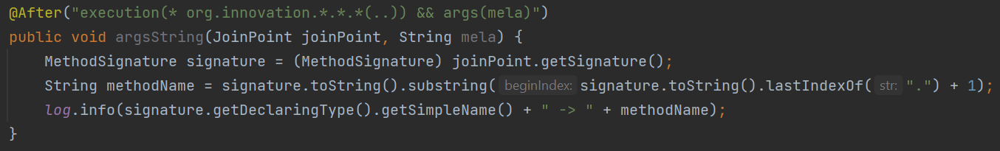 @After("execution(* org.innovation.*.*.*(..)) && args(mela)")
public void argsString(JoinPoint joinPoint, String mela) {
    MethodSignature signature = (MethodSignature) joinPoint.getSignature();
    String methodName = signature.toString().substring( beginIndex: signature.toString().lastIndexOf( str: ".") + 1);
    log.info(signature.getDeclaringType().getSimpleName() + " -> " + methodName);
}